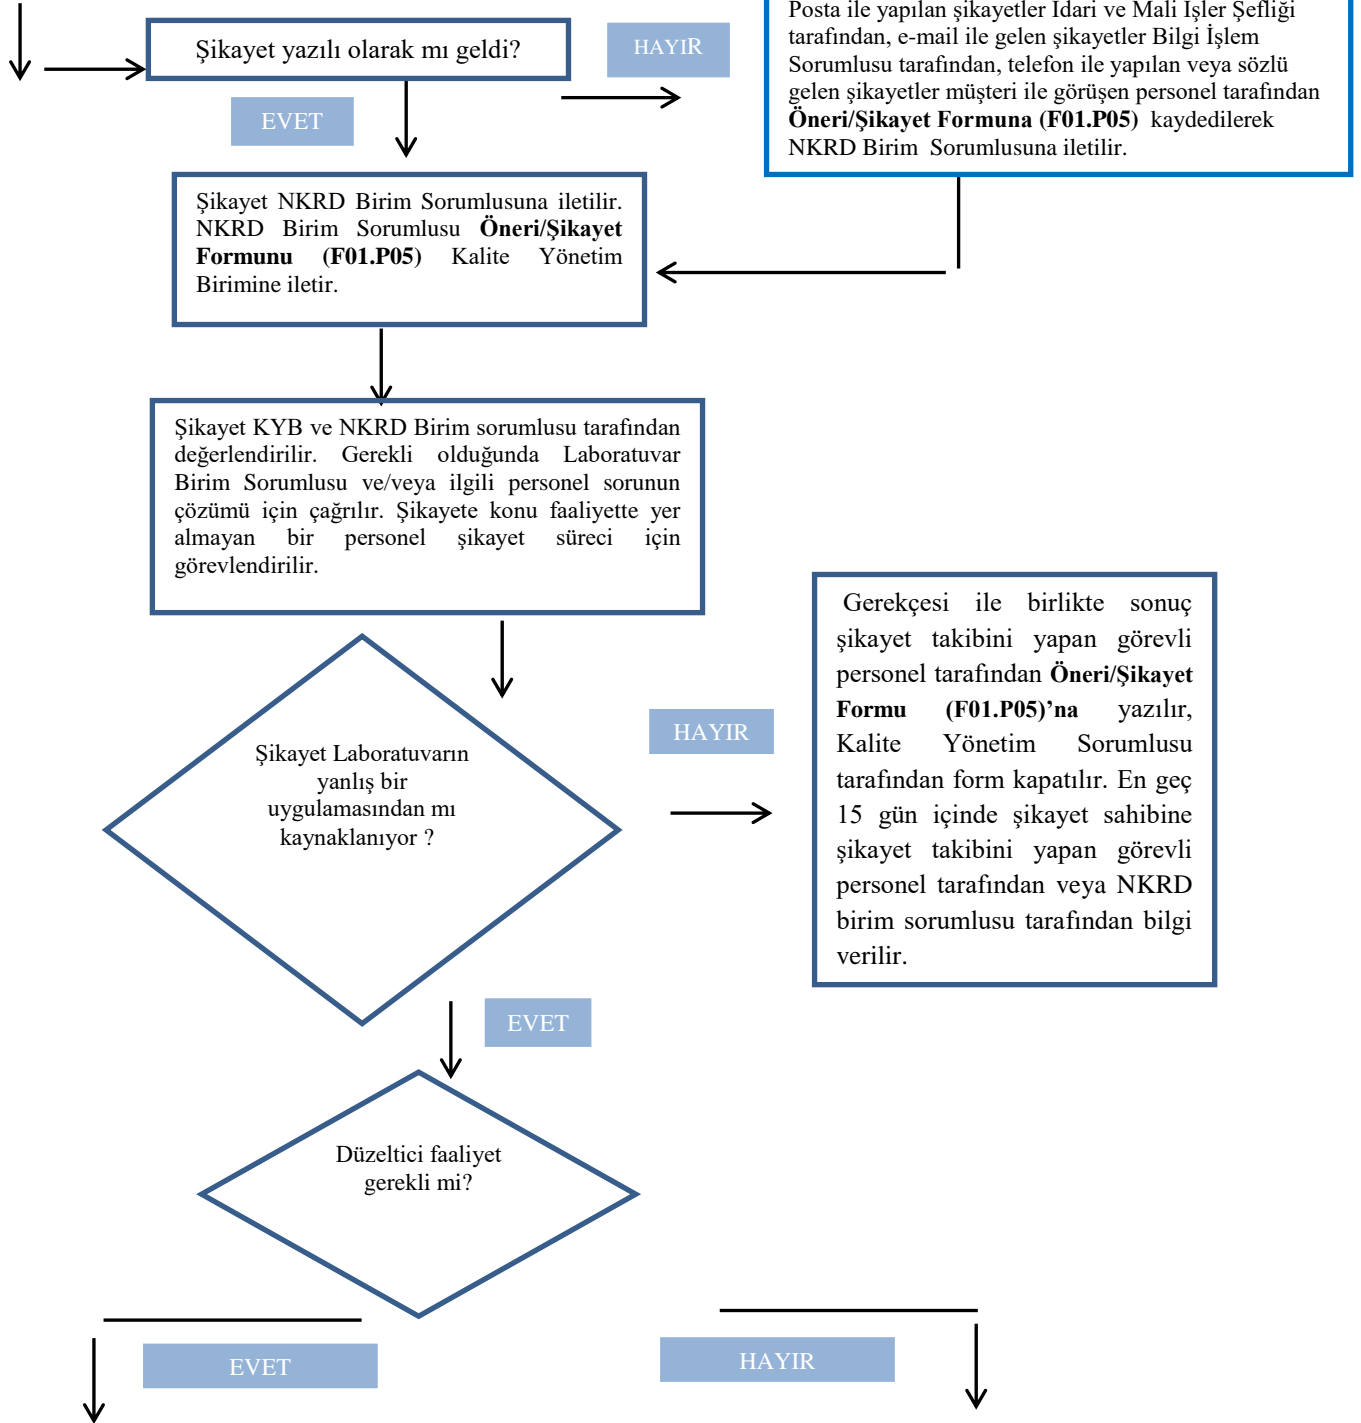 Posta ile yapılan şikayetler İdari ve Mali İşler Şefliği
tarafından, e-mail ile gelen şikayetler Bilgi İşlem
Sorumlusu tarafından, telefon ile yapılan veya sözlü
gelen şikayetler müşteri ile görüşen personel tarafından
Öneri/Şikayet Formuna (F01.P05) kaydedilerek
NKRD Birim Sorumlusuna iletilir.
Şikayet yazılı olarak mı geldi?
HAYIR
EVET
Şikayet NKRD Birim Sorumlusuna iletilir.
NKRD Birim Sorumlusu Öneri/Şikayet
Formunu (F01.P05) Kalite Yönetim
Birimine iletir.
Şikayet KYB ve NKRD Birim sorumlusu tarafından
değerlendirilir. Gerekli olduğunda Laboratuvar
Birim Sorumlusu ve/veya ilgili personel sorunun
çözümü için çağrılır. Şikayete konu faaliyette yer
almayan bir personel şikayet süreci için
görevlendirilir.
Şikayet Laboratuvarın
yanlış bir
uygulamasından mı
kaynaklanıyor ?
HAYIR
Gerekçesi ile birlikte sonuç
şikayet takibini yapan görevli
personel tarafından Öneri/Şikayet
Formu (F01.P05)’na yazılır,
Kalite Yönetim Sorumlusu
tarafından form kapatılır. En geç
15 gün içinde şikayet sahibine
şikayet takibini yapan görevli
personel tarafından veya NKRD
birim sorumlusu tarafından bilgi
verilir.
EVET
Düzeltici faaliyet
gerekli mi?
EVET
HAYIR